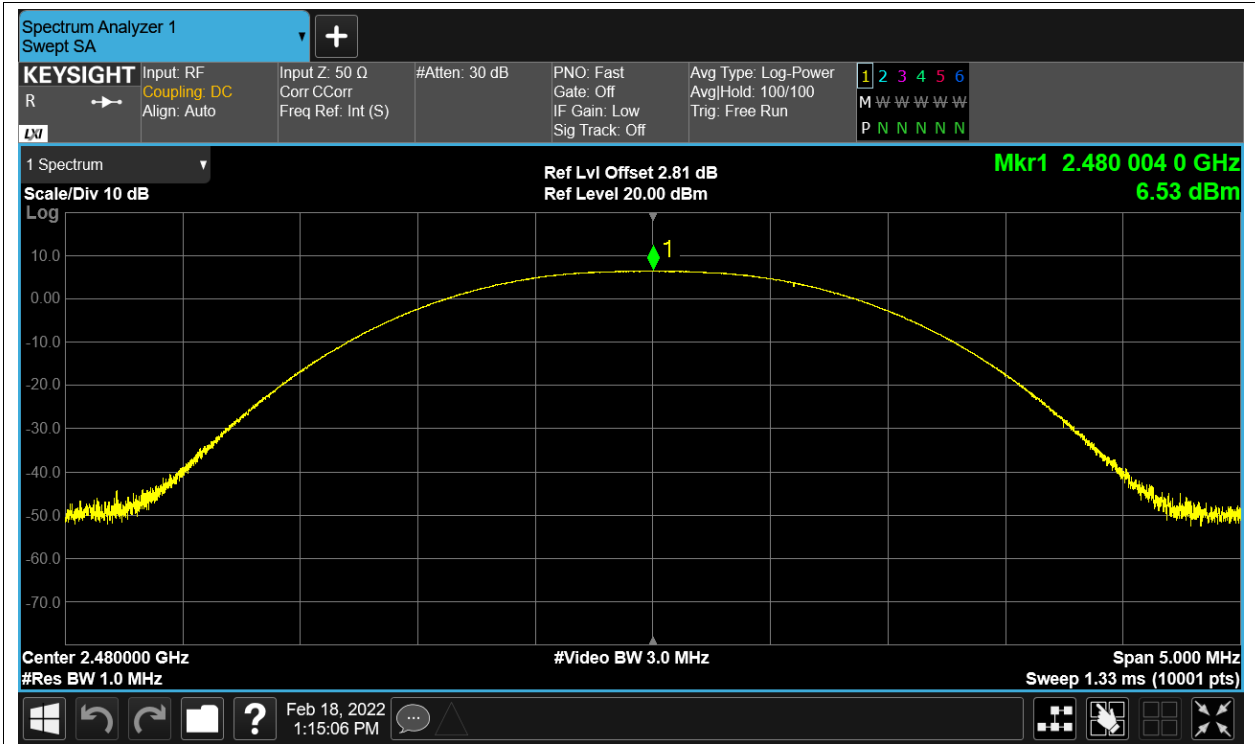 Spectrum Analyzer 1
Swept SA
+
KEYSIGHT
R
LXI
Input: RF
Coupling: DC
Align: Auto
Input Z: 50 Ω
Corr CCorr
Freq Ref: Int (S)
#Atten: 30 dB
PNO: Fast
Gate: Off
IF Gain: Low
Sig Track: Off
Avg Type: Log-Power
Avg|Hold: 100/100
Trig: Free Run
1 2 3 4 5 6
M W W W W W
P N N N N N
1 Spectrum
Scale/Div 10 dB
Log
Ref Lvl Offset 2.81 dB
Ref Level 20.00 dBm
Mkr1 2.480 004 0 GHz
6.53 dBm
1
10.0
0.00
-10.0
-20.0
-30.0
-40.0
-50.0
-60.0
-70.0
Center 2.480000 GHz
#Res BW 1.0 MHz
#Video BW 3.0 MHz
Span 5.000 MHz
Sweep 1.33 ms (10001 pts)
?
Feb 18, 2022
1:15:06 PM